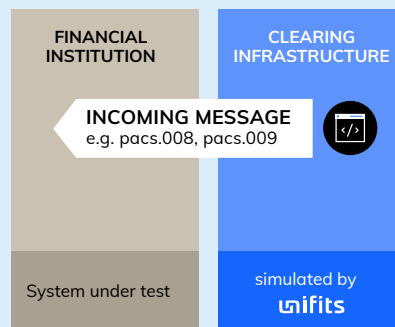 FINANCIAL
INSTITUTION
CLEARING
INFRASTRUCTURE
INCOMING MESSAGE
e.g. pacs.008, pacs.009
</>
System under test
simulated by
unifits